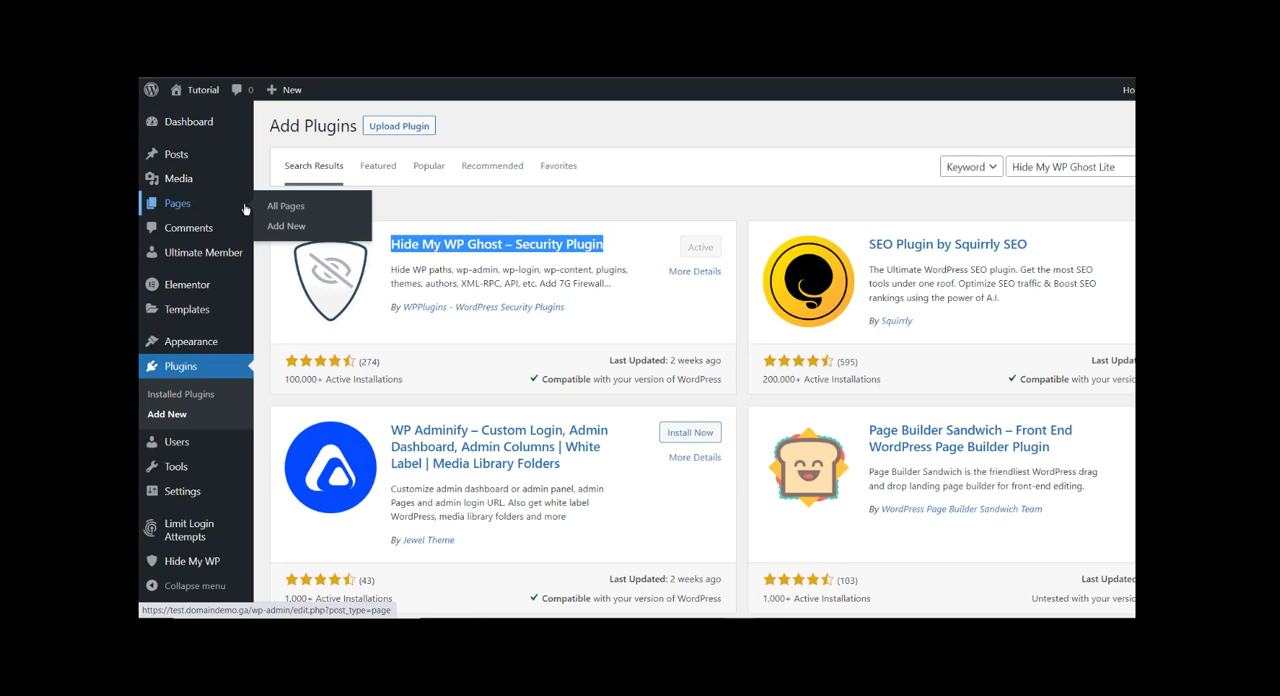 Tutorial
0
New
Ho
Dashboard
Posts
Media
Pages
Comments
Ultimate Member
Elementor
Templates
Appearance
Plugins
Installed Plugins
Add New
Users
Tools
Settings
Limit Login
Attempts
Hide My WP
Collapse menu
All Pages
Add New
Add Plugins
Upload Plugin
Search Results
Featured
Popular
Recommended
Favorites
Keyword
Hide My WP Ghost Lite
Hide My WP Ghost – Security Plugin
Active
More Details
Hide WP paths, wp-admin, wp-login, wp-content, plugins,
themes, authors, XML-RPC, API, etc. Add 7G Firewall...
By WPPlugins - WordPress Security Plugins
(274)
100,000+ Active Installations
Last Updated: 2 weeks ago
Compatible with your version of WordPress
SEO Plugin by Squirrly SEO
The Ultimate WordPress SEO plugin. Get the most SEO
tools under one roof. Optimize SEO traffic & Boost SEO
rankings using the power of A.I.
By Squirrly
(595)
200,000+ Active Installations
Last Updat
Compatible with your versio
WP Adminify – Custom Login, Admin
Dashboard, Admin Columns | White
Label | Media Library Folders
Install Now
More Details
Customize admin dashboard or admin panel, admin
Pages and admin login URL. Also get white label
WordPress, media library folders and more
By Jewel Theme
(43)
1,000+ Active Installations
Last Updated: 2 weeks ago
Compatible with your version of WordPress
Page Builder Sandwich – Front End
WordPress Page Builder Plugin
Page Builder Sandwich is the friendliest WordPress drag
and drop landing page builder for front-end editing.
By WordPress Page Builder Sandwich Team
(103)
1,000+ Active Installations
Last Updated
Untested with your versio
https://test.domaindemo.ga/wp-admin/edit.php?post_type=page